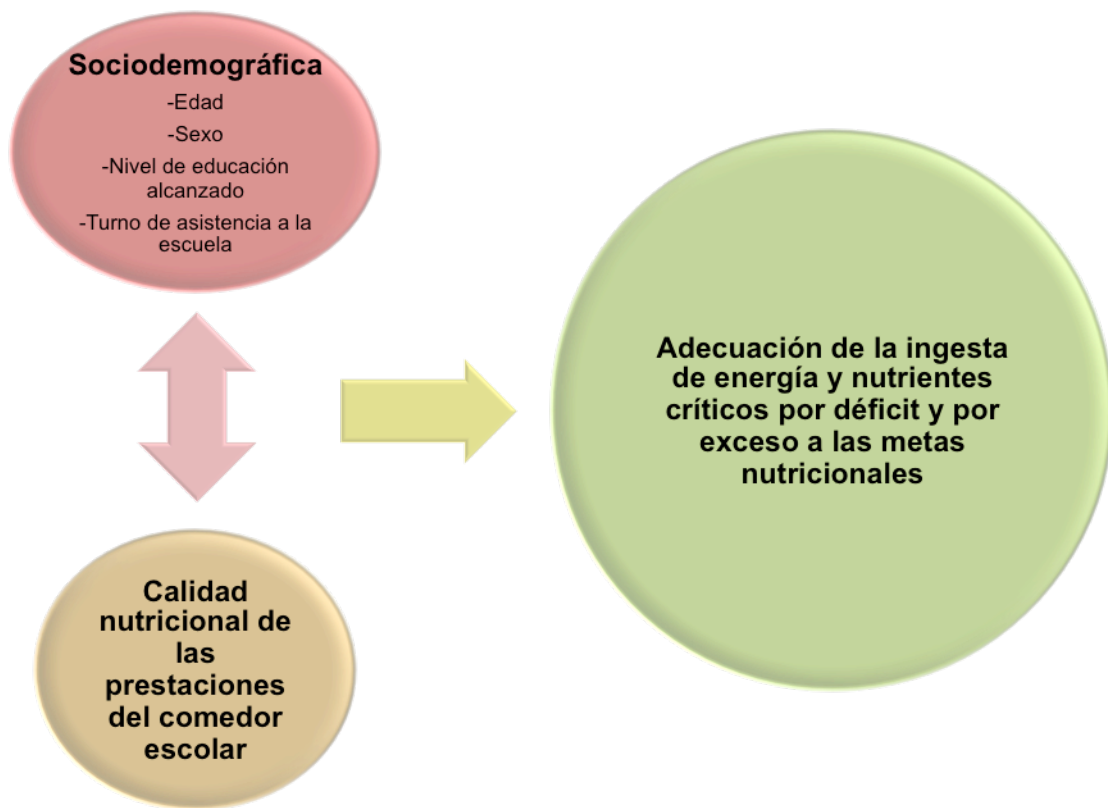 Sociodemográfica
-Edad
-Sexo
-Nivel de educación
alcanzado
-Turno de asistencia a la
escuela
Adecuación de la ingesta
de energía y nutrientes
críticos por déficit y por
exceso a las metas
nutricionales
Calidad
nutricional de
las
prestaciones
del comedor
escolar